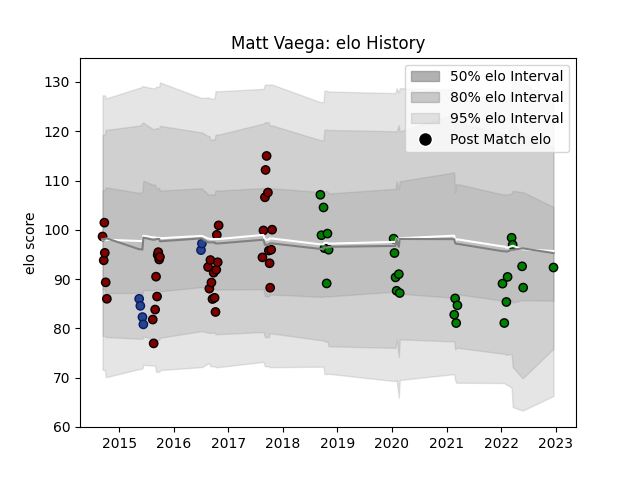 Matt Vaega: elo History
130
120
110
100
90
80
70
60
elo score
50% elo Interval
80% elo Interval
95% elo Interval
Post Match elo
2015 2016 2017 2018 2019 2020 2021 2022 2023